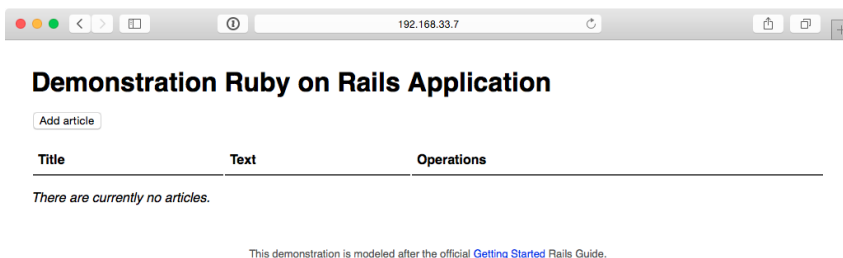 192.168.33.7
Demonstration Ruby on Rails Application
Add article
Title Text Operations
There are currently no articles.
This demonstration is modeled after the official Getting Started Rails Guide.